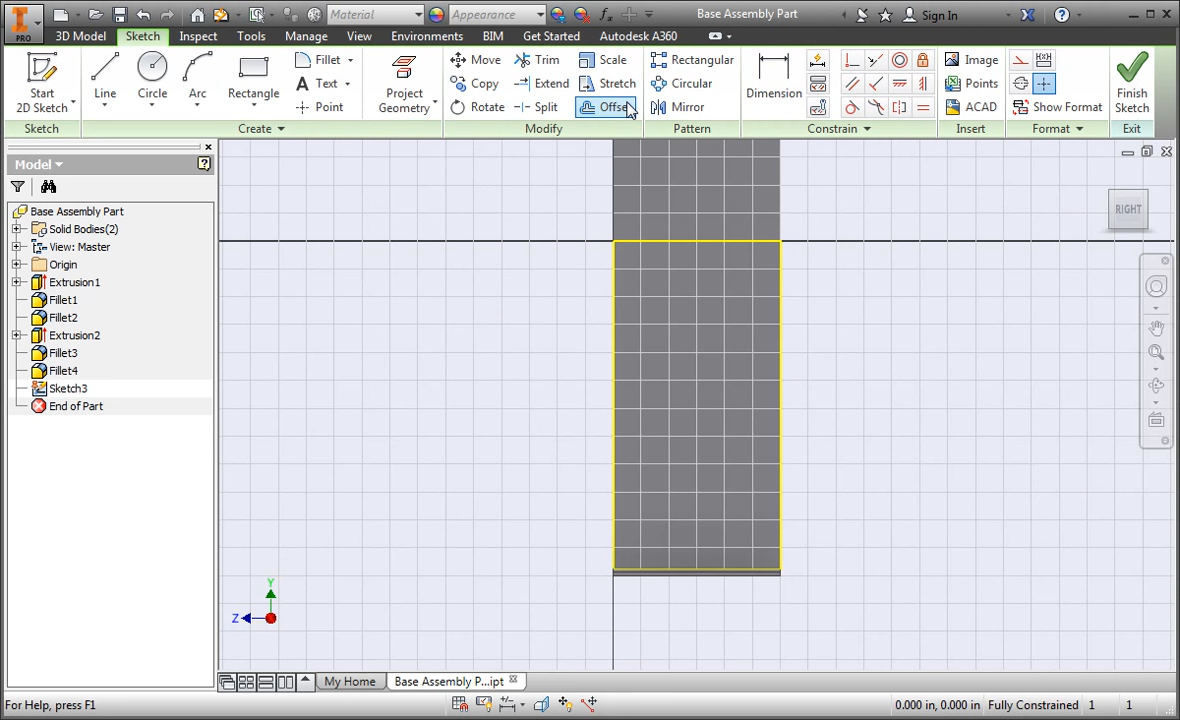 Material
Appearance
Base Assembly Part
Sign In
PRO
3D Model Sketch Inspect Tools Manage View Environments BIM Get Started Autodesk A360
Start
2D Sketch
Line
Circle
Arc
Rectangle
Fillet
Text
Point
Project
Geometry
Move
Copy
Rotate
Trim
Extend
Split
Scale
Stretch
Offse
Rectangular
Circular
Mirror
Dimension
Image
Points
ACAD
Show Format
Finish
Sketch
Sketch Create Modify Pattern Constrain Insert Format Exit
Model
Base Assembly Part
Solid Bodies(2)
View: Master
Origin
Extrusion1
Fillet1
Fillet2
Extrusion2
Fillet3
Fillet4
Sketch3
End of Part
RIGHT
Y
Z
My Home
Base Assembly P...ipt
For Help, press F1
0.000 in, 0.000 in Fully Constrained 1 1